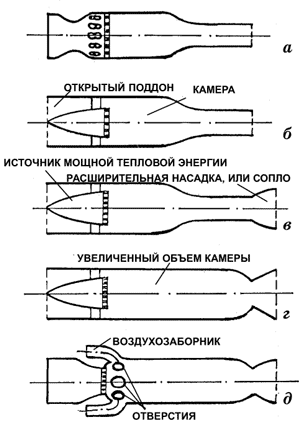 а
ОТКРЫТЫЙ ПОДДОН
КАМЕРА
б
ИСТОЧНИК МОЩНОЙ ТЕПЛОВОЙ ЭНЕРГИИ
РАСШИРИТЕЛЬНАЯ НАСАДКА, ИЛИ СОПЛО
в
УВЕЛИЧЕННЫЙ ОБЪЕМ КАМЕРЫ
г
ВОЗДУХОЗАБОРНИК
д
ОТВЕРСТИЯ